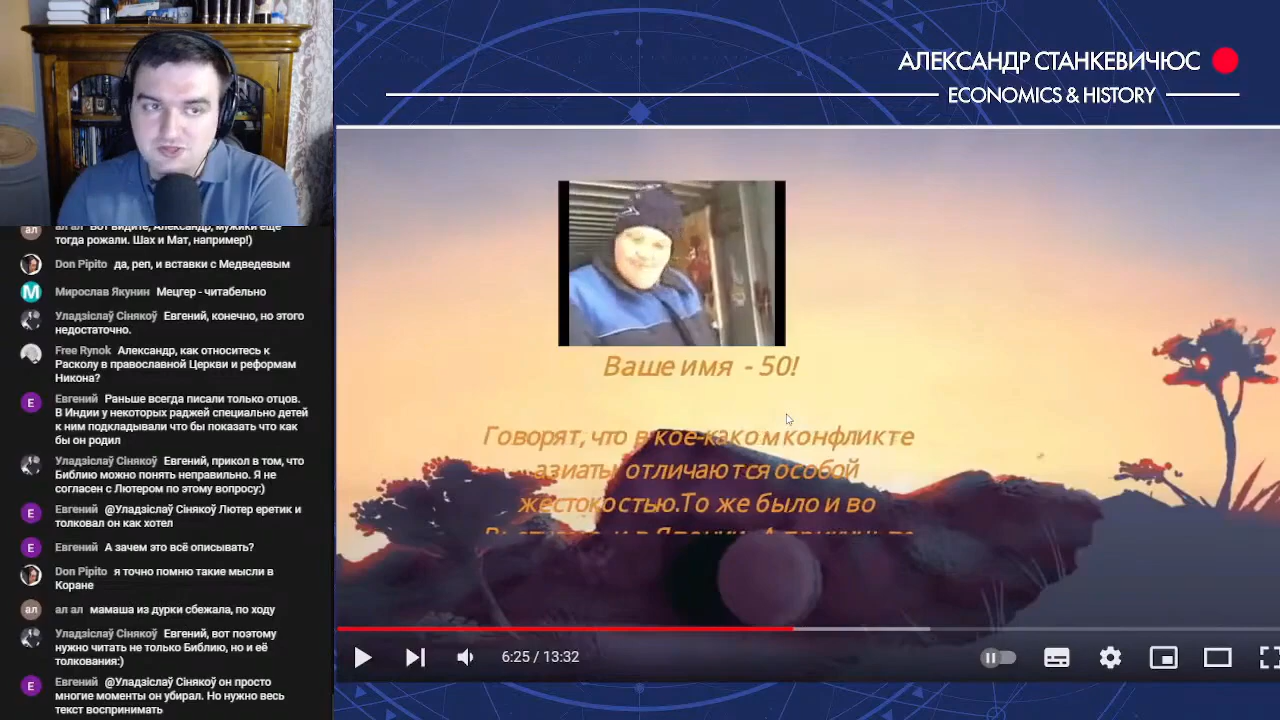 АЛЕКСАНДР СТАНКЕВИЧЮС
ECONOMICS & HISTORY
Ваше имя - 50!
Говорят, что в кое-каком конфликте
азиаты отличаются особой
жестокостью.То же было и во
6:25 / 13:32
ал ал Вот видите, Александр, мужики еще
тогда рожали. Шах и Мат, например!)
Don Pipito да, реп, и вставки с Медведевым
М
Мирослав Якунин Мецгер - читабельно
Уладзіслаў Сінякоў Евгений, конечно, но этого
недостаточно.
Free Rynok Александр, как относитесь к
Расколу в православной Церкви и реформам
Никона?
Е
Евгений Раньше всегда писали только отцов.
В Индии у некоторых раджей специально детей
к ним подкладывали что бы показать что как
бы он родил
Уладзіслаў Сінякоў Евгений, прикол в том, что
Библию можно понять неправильно. Я не
согласен с Лютером по этому вопросу:)
Е
Евгений @Уладзіслаў Сінякоў Лютер еретик и
толковал он как хотел
Е
Евгений А зачем это всё описывать?
Don Pipito я точно помню такие мысли в
Коране
ал
ал ал мамаша из дурки сбежала, по ходу
Уладзіслаў Сінякоў Евгений, вот поэтому
нужно читать не только Библию, но и её
толкования:)
Е
Евгений @Уладзіслаў Сінякоў он просто
многие моменты он убирал. Но нужно весь
текст воспринимать